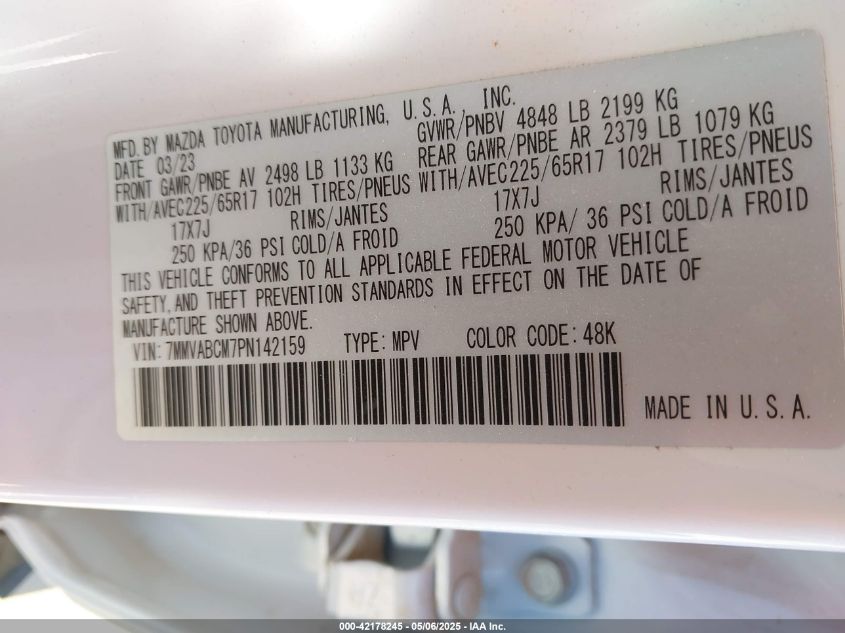 MFD. BY MAZDA TOYOTA MANUFACTURING, U.S.A., INC.
DATE 03/23 GVWR/PNBV 4848 LB 2199 KG
FRONT GAWR/PNBE AV 2498 LB 1133 KG REAR GAWR/PNBE AR 2379 LB 1079 KG
WITH/AVEC225/65R17 102H TIRES/PNEUS WITH/AVEC225/65R17 102H TIRES/PNEUS
17X7J RIMS/JANTES 17X7J RIMS/JANTES
250 KPA/36 PSI COLD/A FROID 250 KPA/ 36 PSI COLD/A FROID
THIS VEHICLE CONFORMS TO ALL APPLICABLE FEDERAL MOTOR VEHICLE
SAFETY, AND THEFT PREVENTION STANDARDS IN EFFECT ON THE DATE OF
MANUFACTURE SHOWN ABOVE.
VIN: 7MMVABCM7PN142159 TYPE: MPV COLOR CODE: 48K
MADE IN U.S.A.
000-42178245 - 05/06/2025 - IAA Inc.